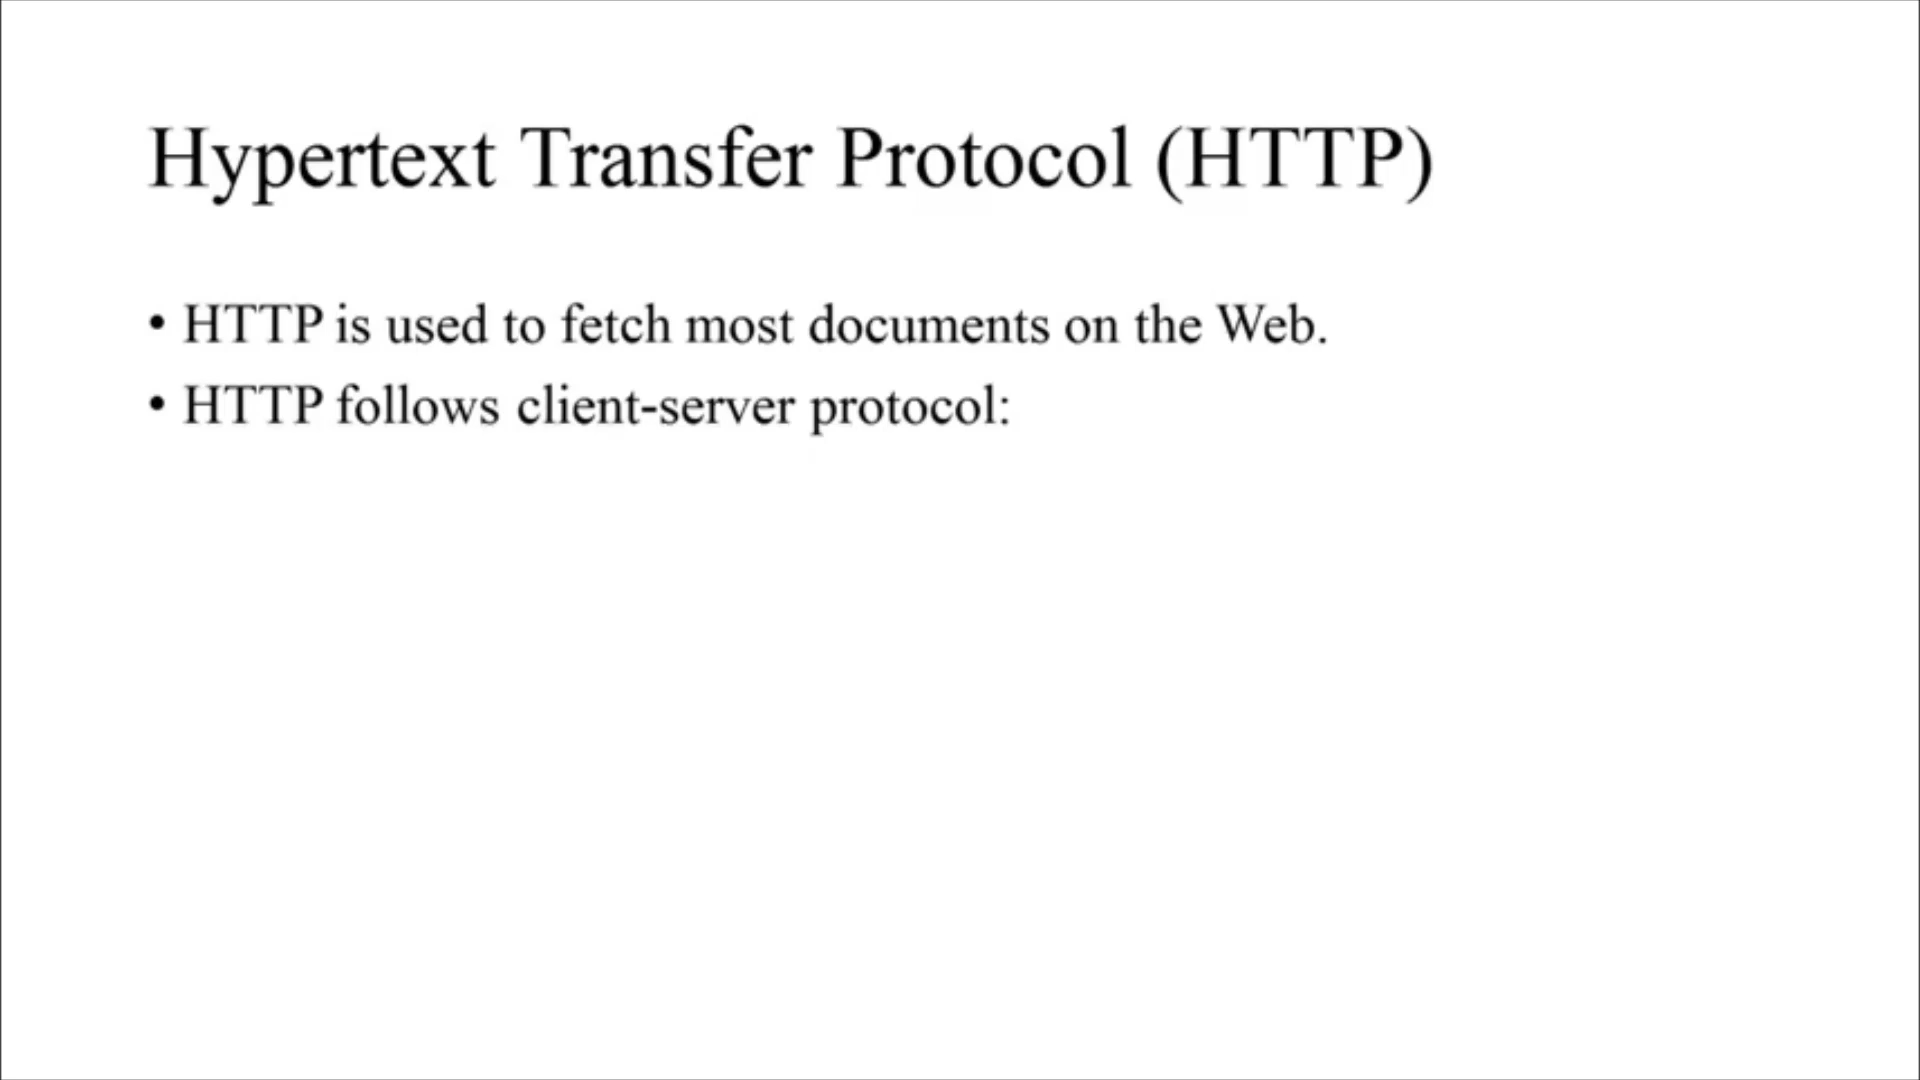 Hypertext Transfer Protocol (HTTP)
• HTTP is used to fetch most documents on the Web.
• HTTP follows client-server protocol: